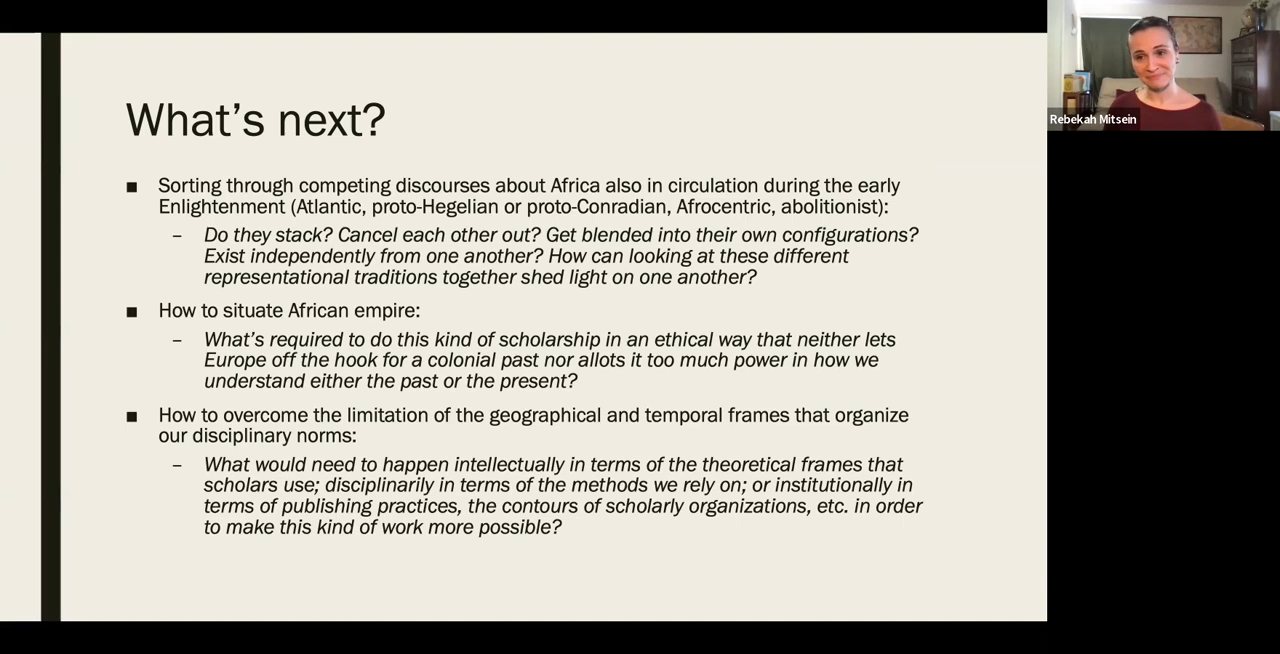 What’s next?
■ Sorting through competing discourses about Africa also in circulation during the early
Enlightenment (Atlantic, proto-Hegelian or proto-Conradian, Afrocentric, abolitionist):
– Do they stack? Cancel each other out? Get blended into their own configurations?
Exist independently from one another? How can looking at these different
representational traditions together shed light on one another?
■ How to situate African empire:
– What’s required to do this kind of scholarship in an ethical way that neither lets
Europe off the hook for a colonial past nor allots it too much power in how we
understand either the past or the present?
■ How to overcome the limitation of the geographical and temporal frames that organize
our disciplinary norms:
– What would need to happen intellectually in terms of the theoretical frames that
scholars use; disciplinarily in terms of the methods we rely on; or institutionally in
terms of publishing practices, the contours of scholarly organizations, etc. in order
to make this kind of work more possible?
Rebekah Mitsein